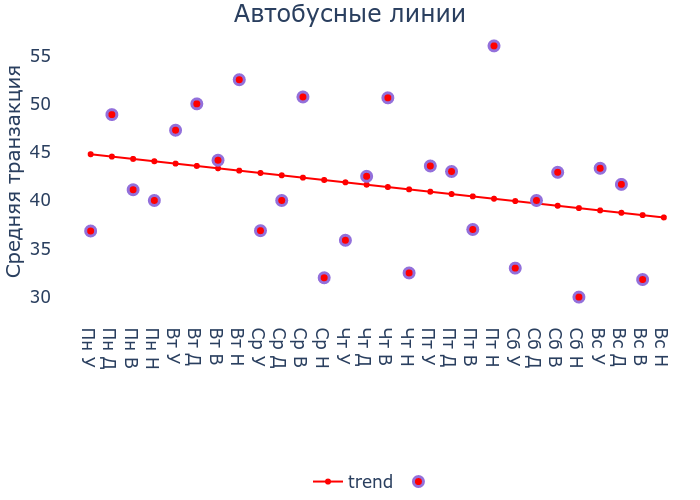 Автобусные линии
Средняя транзакция
55
50
45
40
35
30
Пн У
Пн Д
Пн В
Пн Н
Вт У
Вт Д
Вт В
Вт Н
Ср У
Ср Д
Ср В
Ср Н
Чт У
Чт Д
Чт В
Чт Н
Пт У
Пт Д
Пт В
Пт Н
Сб У
Сб Д
Сб В
Сб Н
Вс У
Вс Д
Вс В
Вс Н
trend